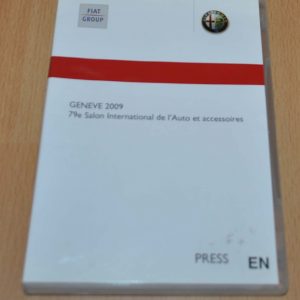 FIAT
GROUP
GENEVE 2009
79e Salon International de l'Auto et accessoires
PRESS EN